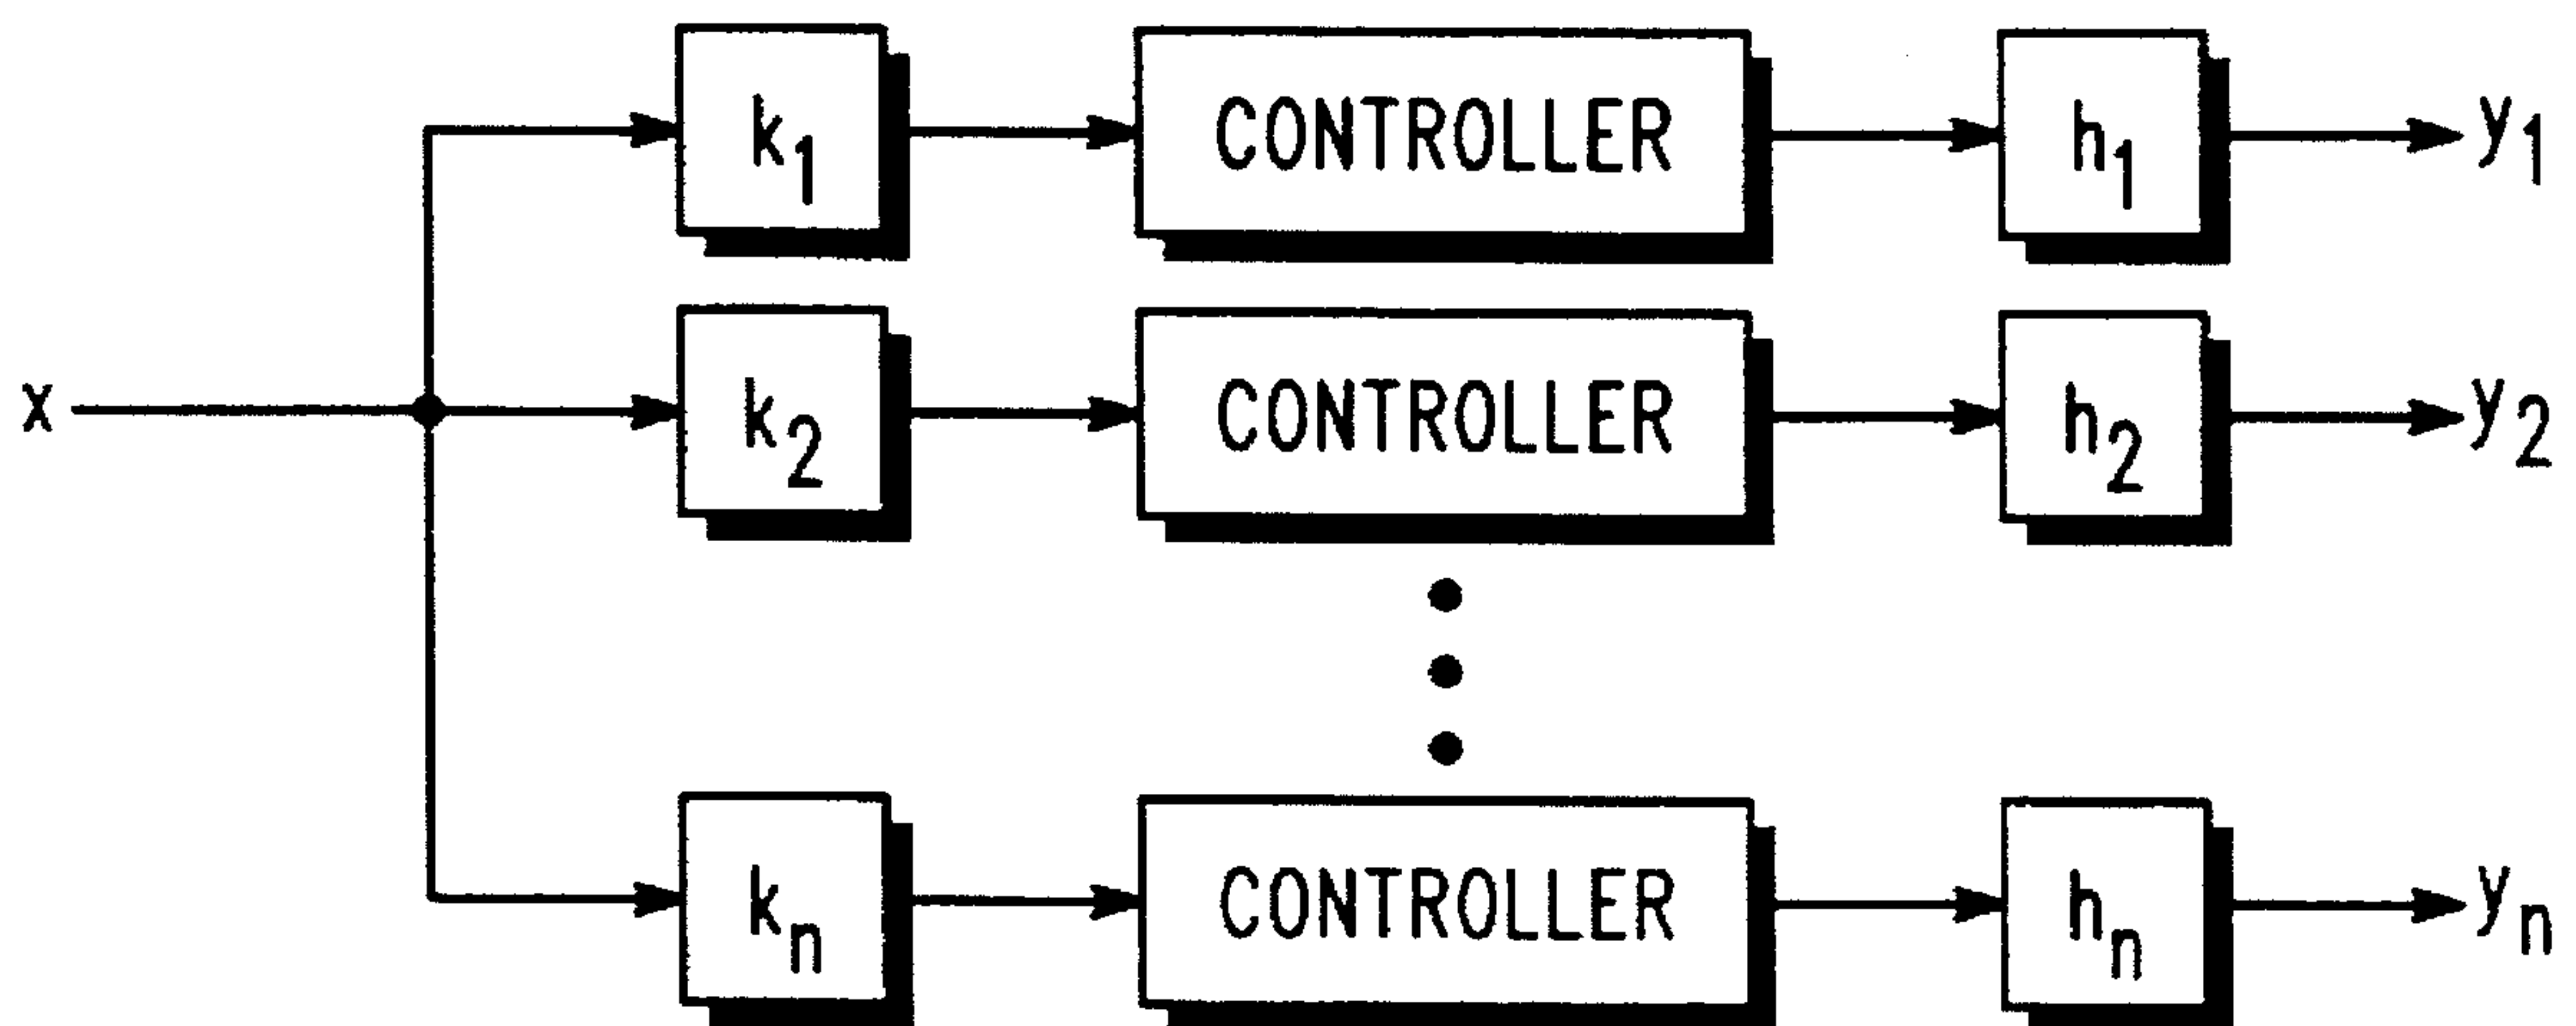 k1 CONTROLLER h1 y1
x k2 CONTROLLER h2 y2
kn CONTROLLER hn yn